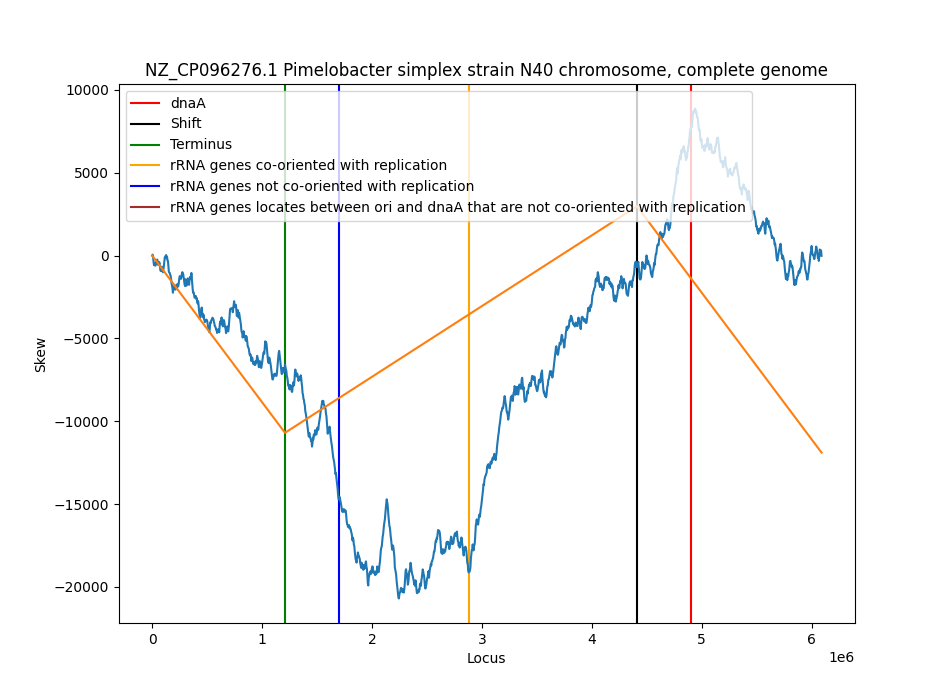 NZ_CP096276.1 Pimelobacter simplex strain N40 chromosome, complete genome
10000
5000
0
−5000
−10000
−15000
−20000
Skew
dnaA
Shift
Terminus
rRNA genes co-oriented with replication
rRNA genes not co-oriented with replication
rRNA genes locates between ori and dnaA that are not co-oriented with replication
0 1 2 3 4 5 6
1e6
Locus